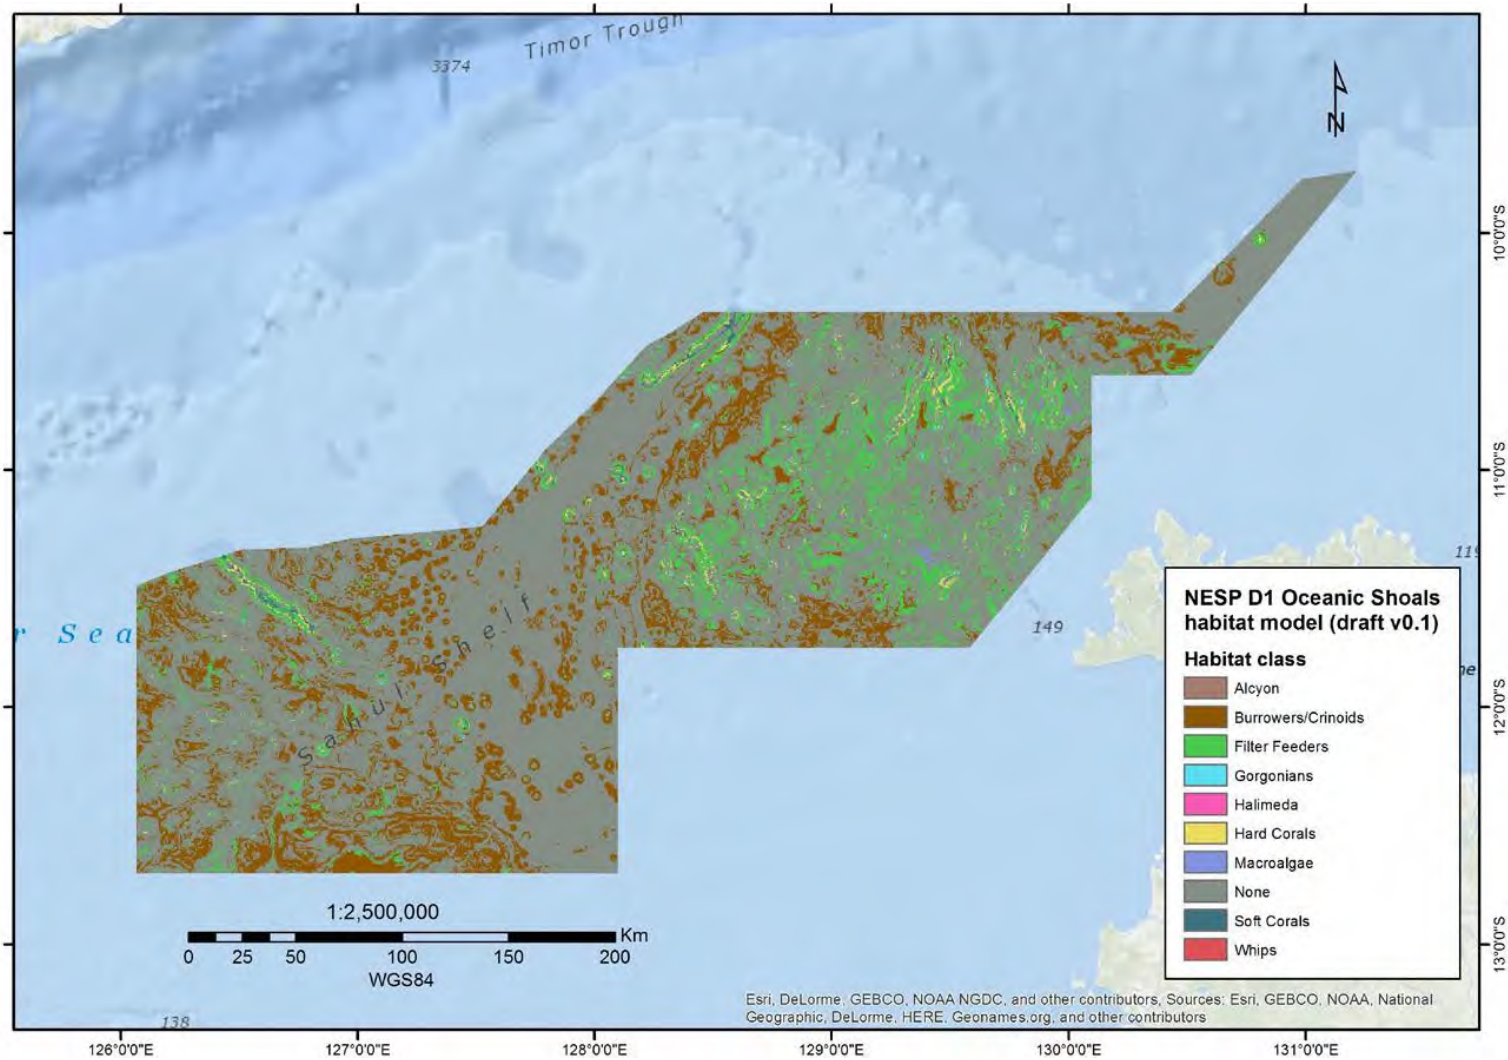 Timor Trough
3374
N
10°0'0"S
11°0'0"S
12°0'0"S
13°0'0"S
r Sea
Sahul Shelf
149
11
ne
NESP D1 Oceanic Shoals
habitat model (draft v0.1)
Habitat class
Alcyon
Burrowers/Crinoids
Filter Feeders
Gorgonians
Halimeda
Hard Corals
Macroalgae
None
Soft Corals
Whips
1:2,500,000
Km
0 25 50 100 150 200
WGS84
Esri, DeLorme, GEBCO, NOAA NGDC, and other contributors, Sources: Esri, GEBCO, NOAA, National
Geographic, DeLorme, HERE, Geonames.org, and other contributors
138
126°0'0"E 127°0'0"E 128°0'0"E 129°0'0"E 130°0'0"E 131°0'0"E